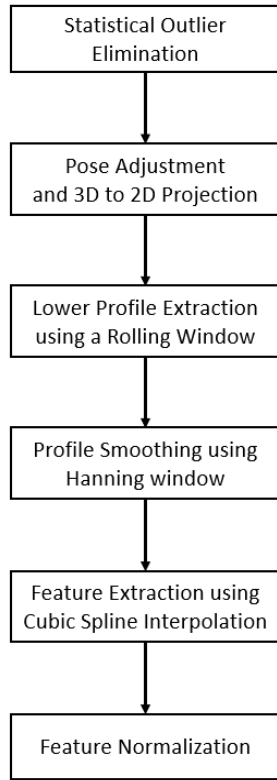 Statistical Outlier
Elimination
Pose Adjustment
and 3D to 2D Projection
Lower Profile Extraction
using a Rolling Window
Profile Smoothing using
Hanning window
Feature Extraction using
Cubic Spline Interpolation
Feature Normalization